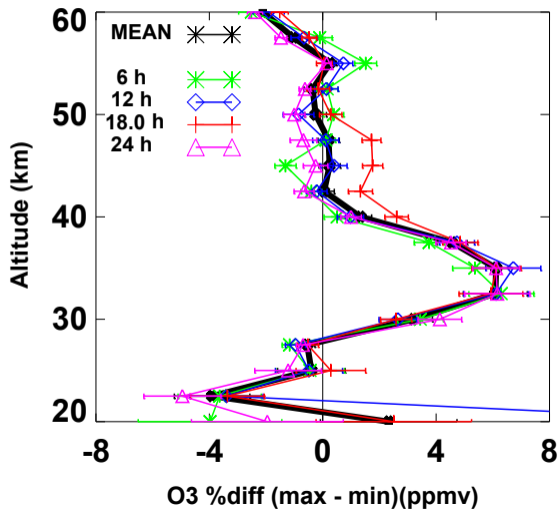 60
MEAN
6 h
12 h
18.0 h
24 h
50
40
30
20
Altitude (km)
-8 -4 0 4 8
O3 %diff (max - min)(ppmv)